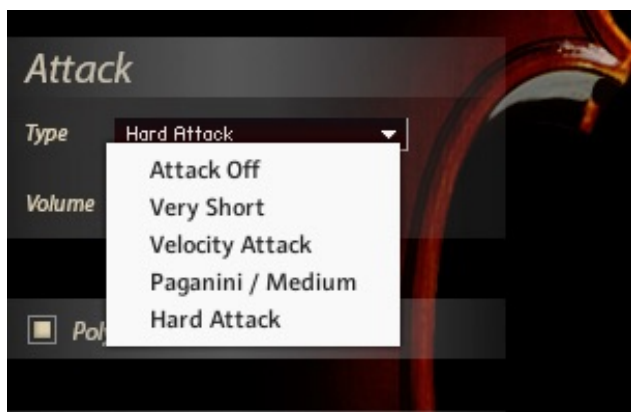 Attack
Type Hard Attack
Attack Off
Volume Very Short
Velocity Attack
Paganini / Medium
Hard Attack